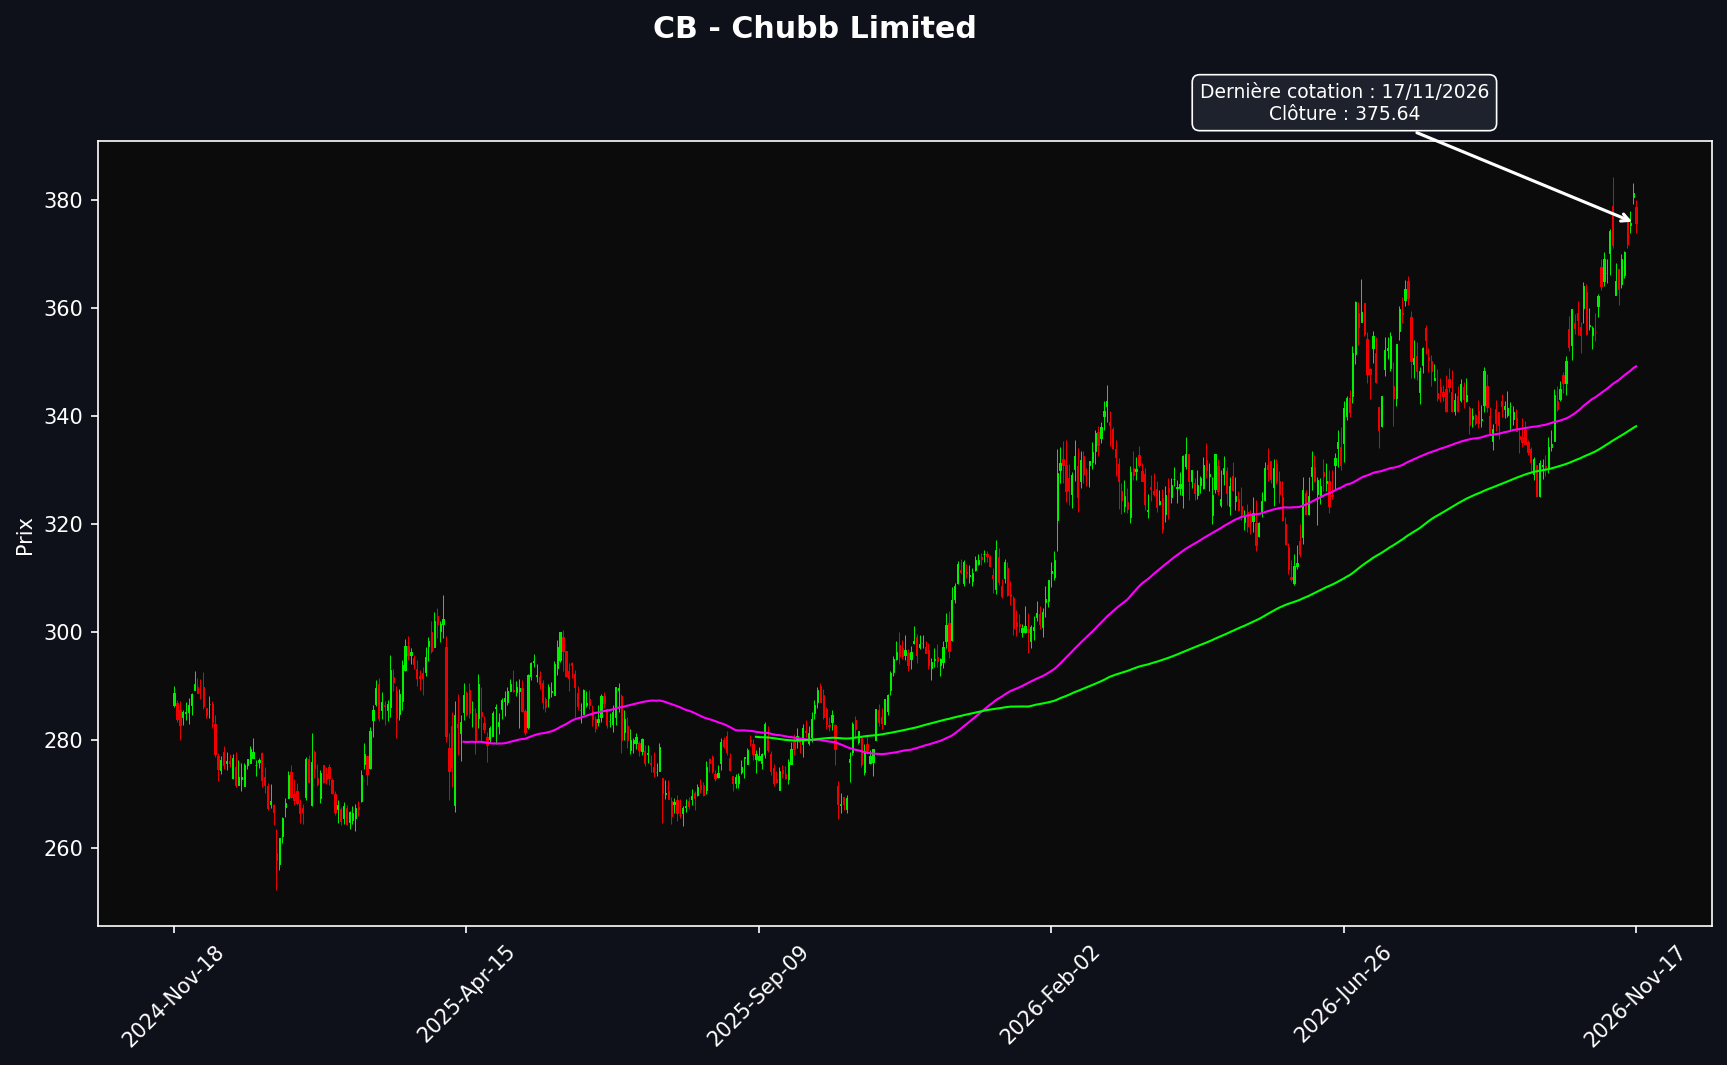 CB - Chubb Limited
Dernière cotation : 17/11/2026
Clôture : 375.64
Prix
380
360
340
320
300
280
260
2024-Nov-18
2025-Apr-15
2025-Sep-09
2026-Feb-02
2026-Jun-26
2026-Nov-17